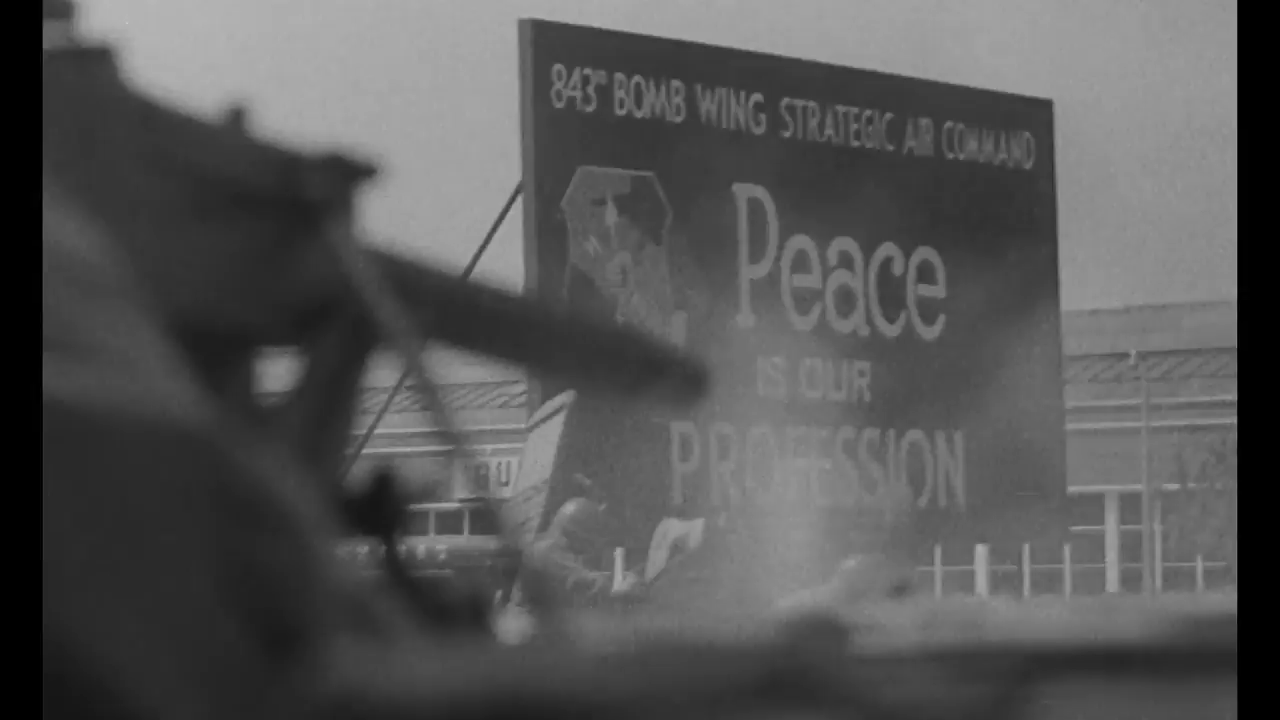 843rd BOMB WING STRATEGIC AIR COMMAND
Peace
IS OUR
PROFESSION